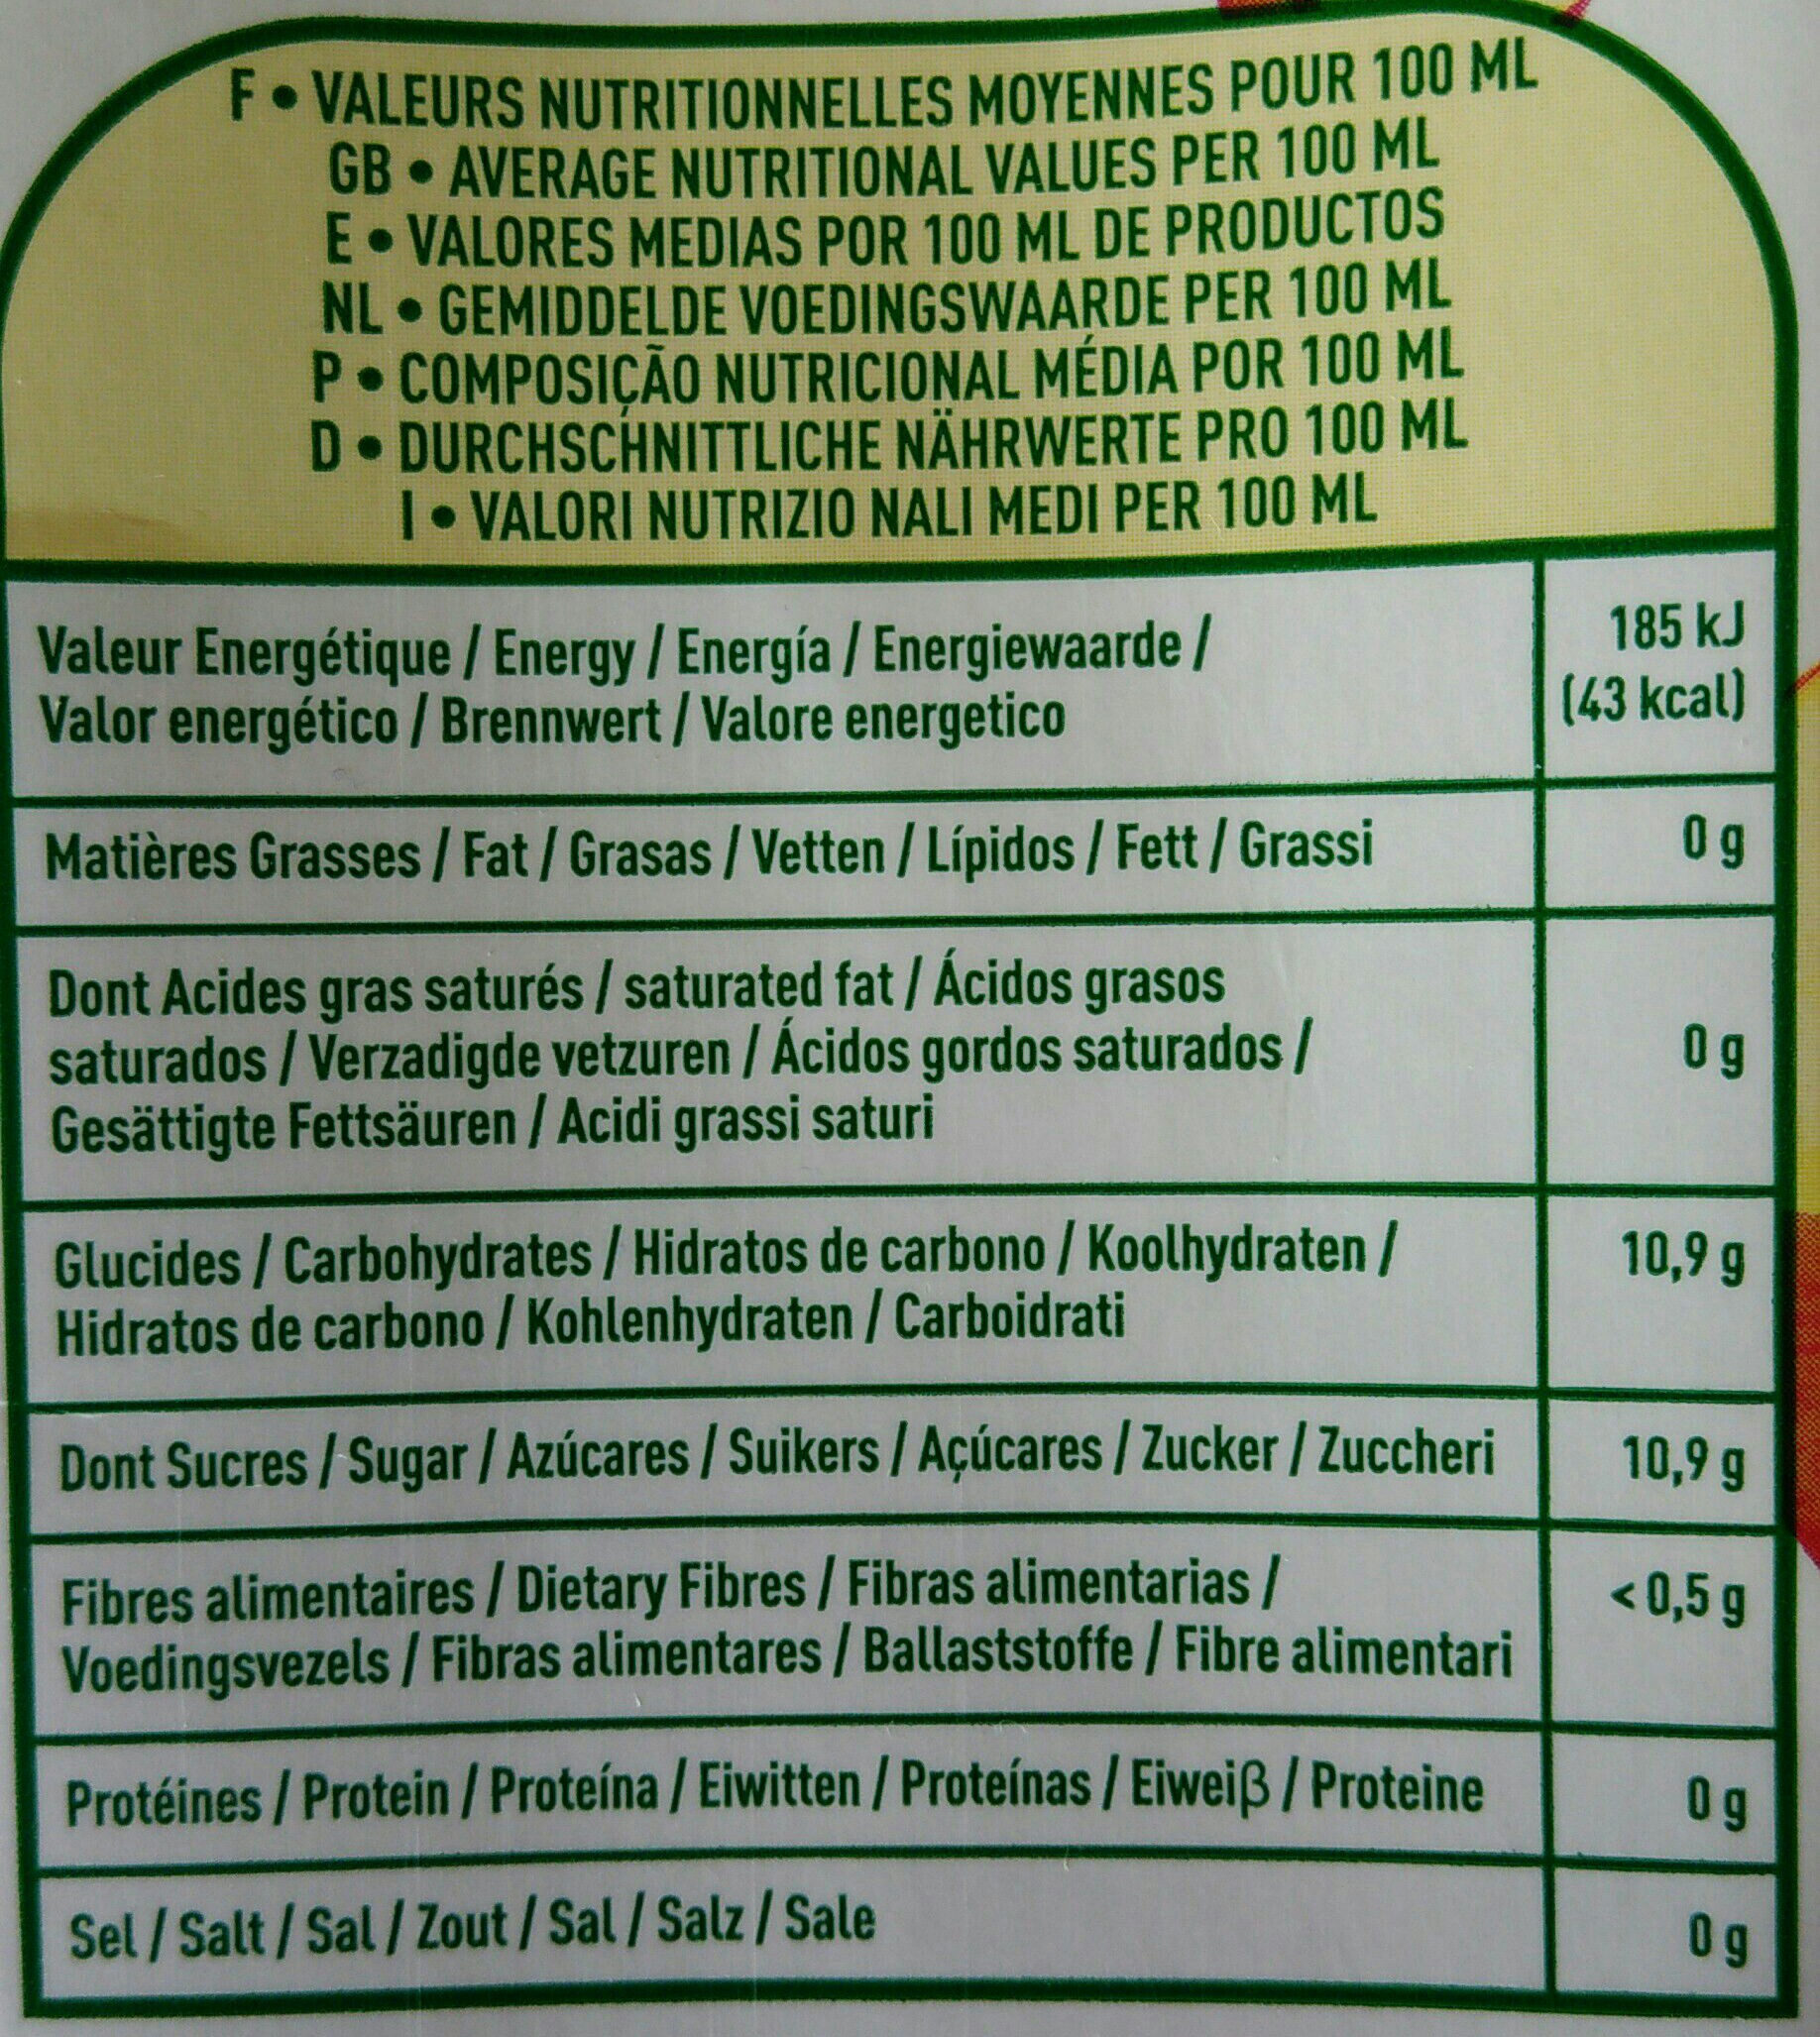 F • VALEURS NUTRITIONNELLES MOYENNES POUR 100 ML
GB • AVERAGE NUTRITIONAL VALUES PER 100 ML
E • VALORES MEDIAS POR 100 ML DE PRODUCTOS
NL • GEMIDDELDE VOEDINGSWAARDE PER 100 ML
P • COMPOSIÇÃO NUTRICIONAL MÉDIA POR 100 ML
D • DURCHSCHNITTLICHE NÄHRWERTE PRO 100 ML
I • VALORI NUTRIZIO NALI MEDI PER 100 ML
Valeur Energétique / Energy / Energía / Energiewaarde /
Valor energético / Brennwert / Valore energetico
185 kJ
(43 kcal)
Matières Grasses / Fat / Grasas / Vetten / Lípidos / Fett / Grassi
0 g
Dont Acides gras saturés / saturated fat / Ácidos grasos
saturados / Verzadigde vetzuren / Ácidos gordos saturados /
Gesättigte Fettsäuren / Acidi grassi saturi
0 g
Glucides / Carbohydrates / Hidratos de carbono / Koolhydraten /
Hidratos de carbono / Kohlenhydraten / Carboidrati
10,9 g
Dont Sucres / Sugar / Azúcares / Suikers / Açúcares / Zucker / Zuccheri
10,9 g
Fibres alimentaires / Dietary Fibres / Fibras alimentarias /
Voedingsvezels / Fibras alimentares / Ballaststoffe / Fibre alimentari
<0,5 g
Protéines / Protein / Proteína / Eiwitten / Proteínas / Eiweiß / Proteine
0 g
Sel / Salt / Sal / Zout / Sal / Salz / Sale
0 g